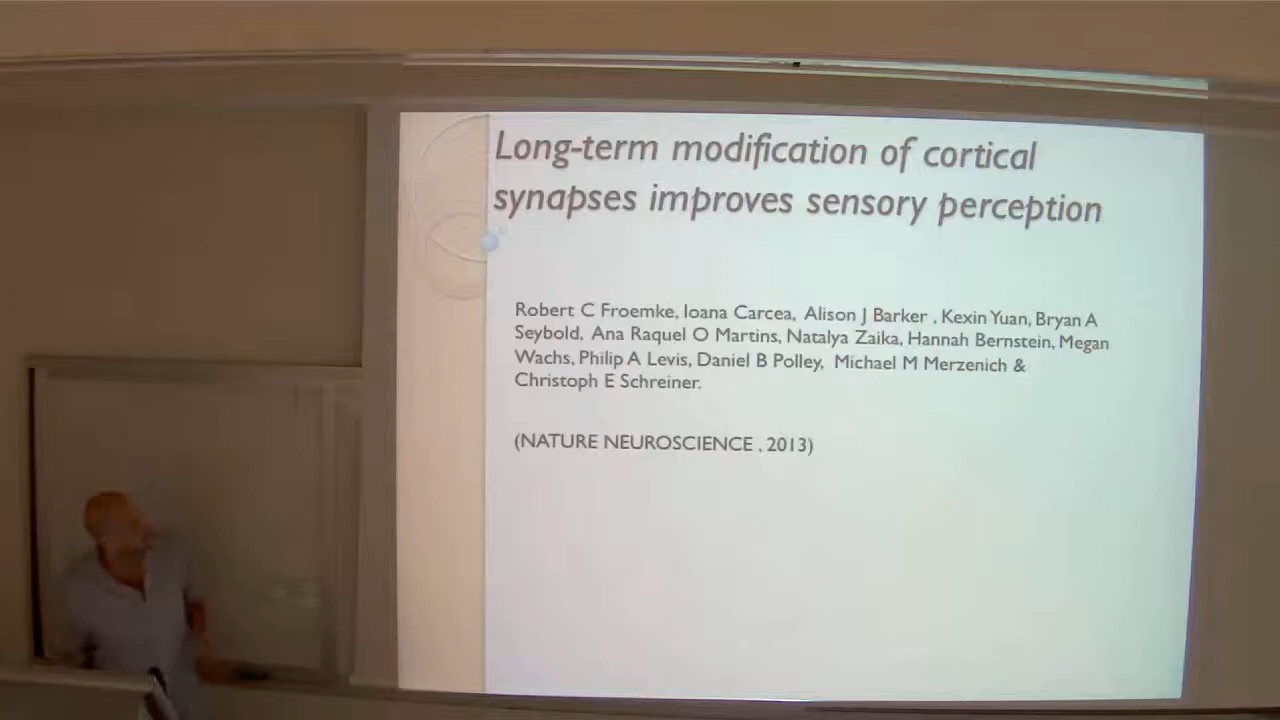 Long-term modification of cortical
synapses improves sensory perception
Robert C Froemke, Ioana Carcea, Alison J Barker , Kexin Yuan, Bryan A
Seybold, Ana Raquel O Martins, Natalya Zaika, Hannah Bernstein, Megan
Wachs, Philip A Levis, Daniel B Polley, Michael M Merzenich &
Christoph E Schreiner.
(NATURE NEUROSCIENCE , 2013)